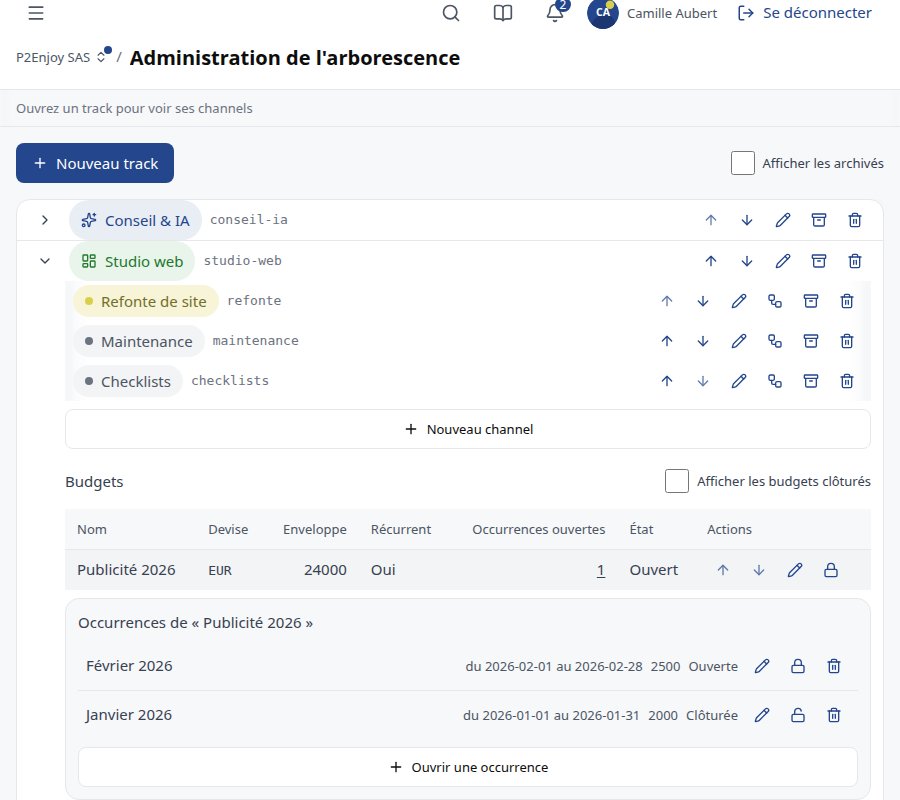 2
CA Camille Aubert Se déconnecter
P2Enjoy SAS / Administration de l'arborescence
Ouvrez un track pour voir ses channels
+ Nouveau track Afficher les archivés
Conseil & IA conseil-ia
Studio web studio-web
Refonte de site refonte
Maintenance maintenance
Checklists checklists
+ Nouveau channel
Budgets Afficher les budgets clôturés
Nom Devise Enveloppe Récurrent Occurrences ouvertes État Actions
Publicité 2026 EUR 24000 Oui 1 Ouvert
Occurrences de « Publicité 2026 »
Février 2026 du 2026-02-01 au 2026-02-28 2500 Ouverte
Janvier 2026 du 2026-01-01 au 2026-01-31 2000 Clôturée
+ Ouvrir une occurrence